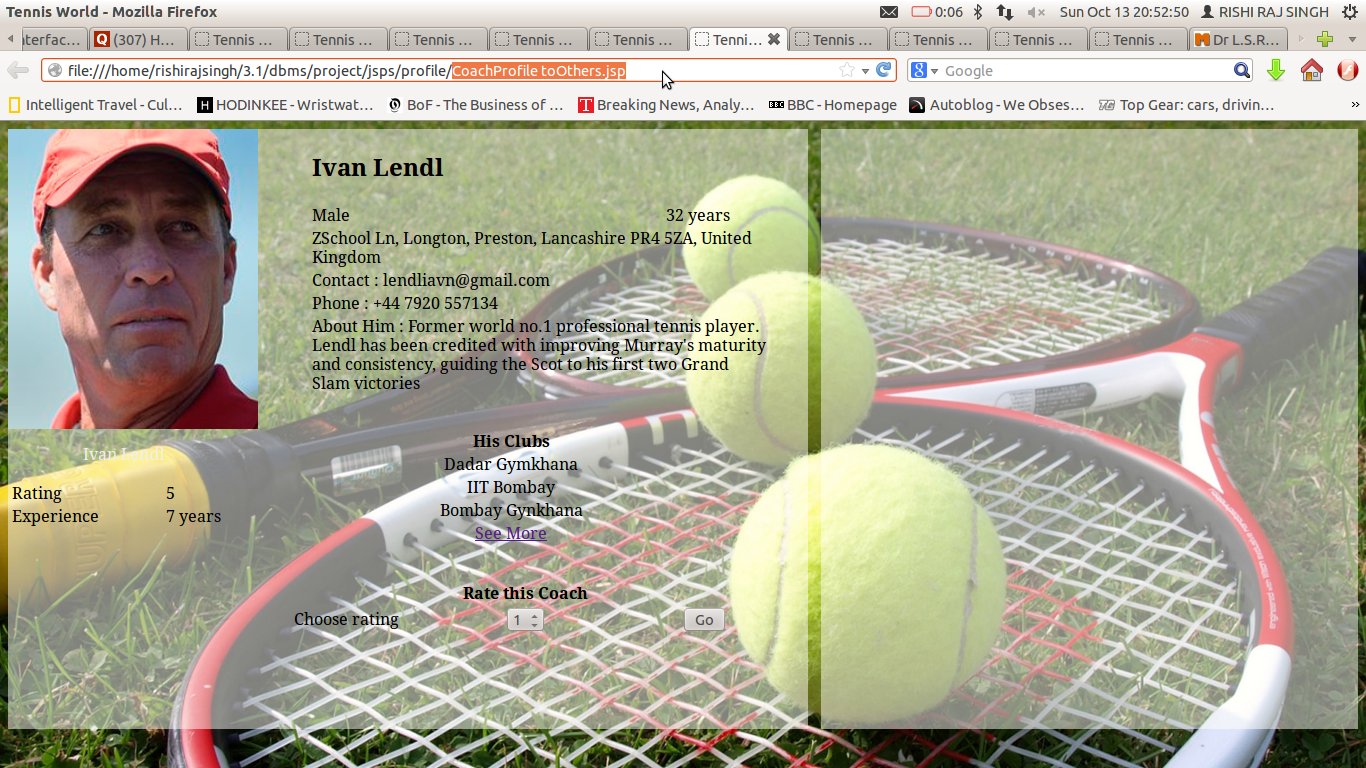 Tennis World - Mozilla Firefox
0:06
Sun Oct 13 20:52:50
RISHI RAJ SINGH
nterfac…
(307) H…
Tennis …
Tennis …
Tennis …
Tennis …
Tennis …
Tenni…
Tennis …
Tennis …
Tennis …
Tennis …
Dr L.S.R…
file:///home/rishirajsingh/3.1/dbms/project/jsps/profile/CoachProfile toOthers.jsp
Google
Intelligent Travel - Cul…
HODINKEE - Wristwat…
BoF - The Business of …
Breaking News, Analy…
BBC - Homepage
Autoblog - We Obses…
Top Gear: cars, drivin…
Ivan Lendl
Male 32 years
ZSchool Ln, Longton, Preston, Lancashire PR4 5ZA, United
Kingdom
Contact : lendliavn@gmail.com
Phone : +44 7920 557134
About Him : Former world no.1 professional tennis player.
Lendl has been credited with improving Murray's maturity
and consistency, guiding the Scot to his first two Grand
Slam victories
Ivan Lendl
Rating 5
Experience 7 years
His Clubs
Dadar Gymkhana
IIT Bombay
Bombay Gynkhana
See More
Rate this Coach
Choose rating 1 Go